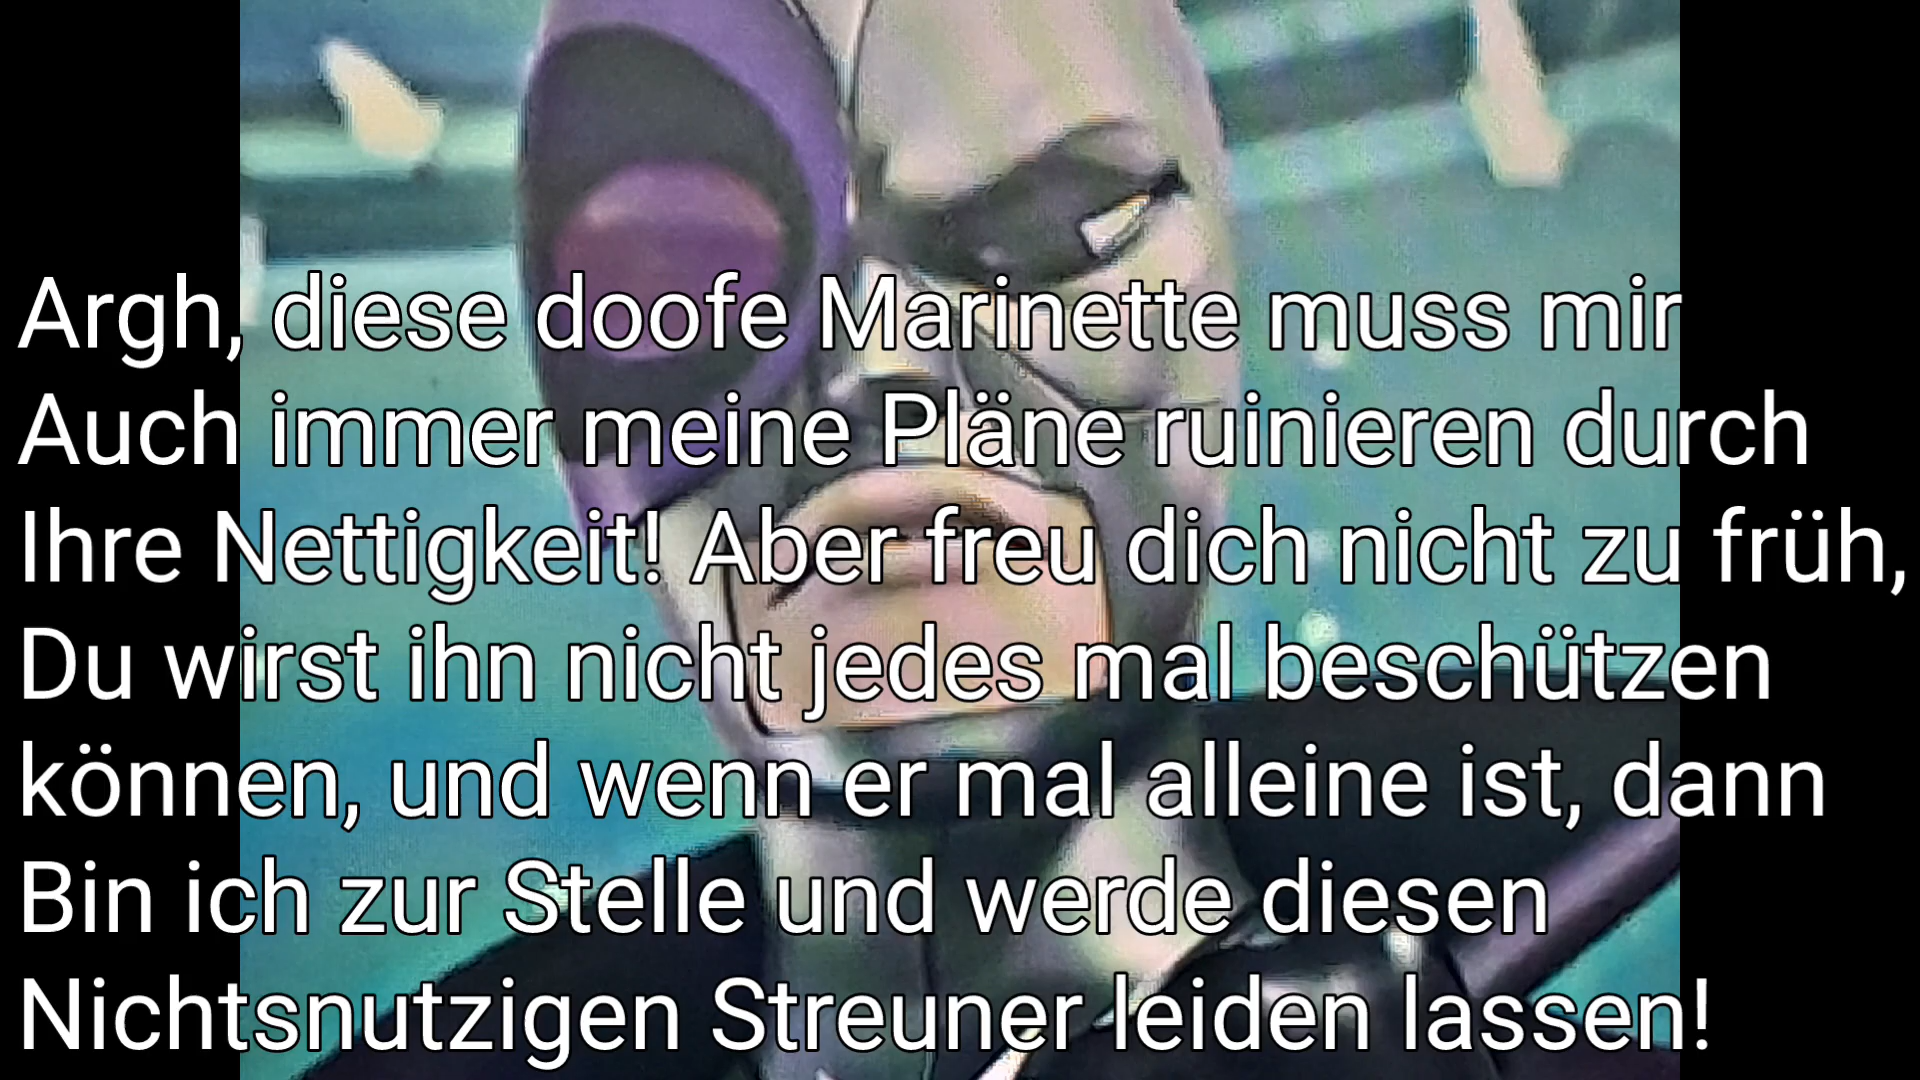 Argh, diese doofe Marinette muss mir
Auch immer meine Pläne ruinieren durch
Ihre Nettigkeit! Aber freu dich nicht zu früh,
Du wirst ihn nicht jedes mal beschützen
können, und wenn er mal alleine ist, dann
Bin ich zur Stelle und werde diesen
Nichtsnutzigen Streuner leiden lassen!